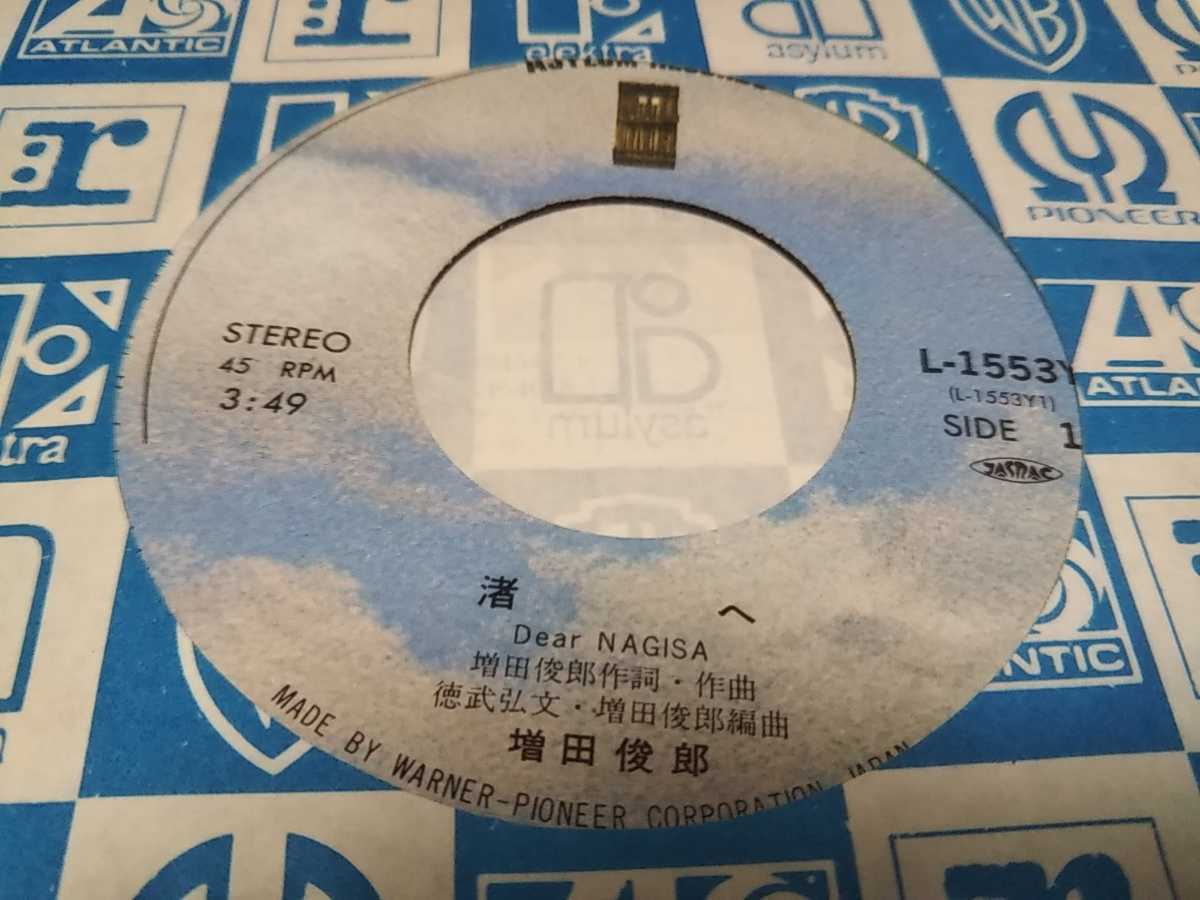 ATLANTIC
elektra
asylum
PIONEER
STEREO
45 RPM
3:49
L-1553Y
(L-1553Y1)
SIDE 1
JASRAC
asylum
ATLANTIC
渚 へ
Dear NAGISA
増田俊郎作詞・作曲
徳武弘文・増田俊郎編曲
増田俊郎
MADE BY WARNER-PIONEER CORPORATION, JAPAN